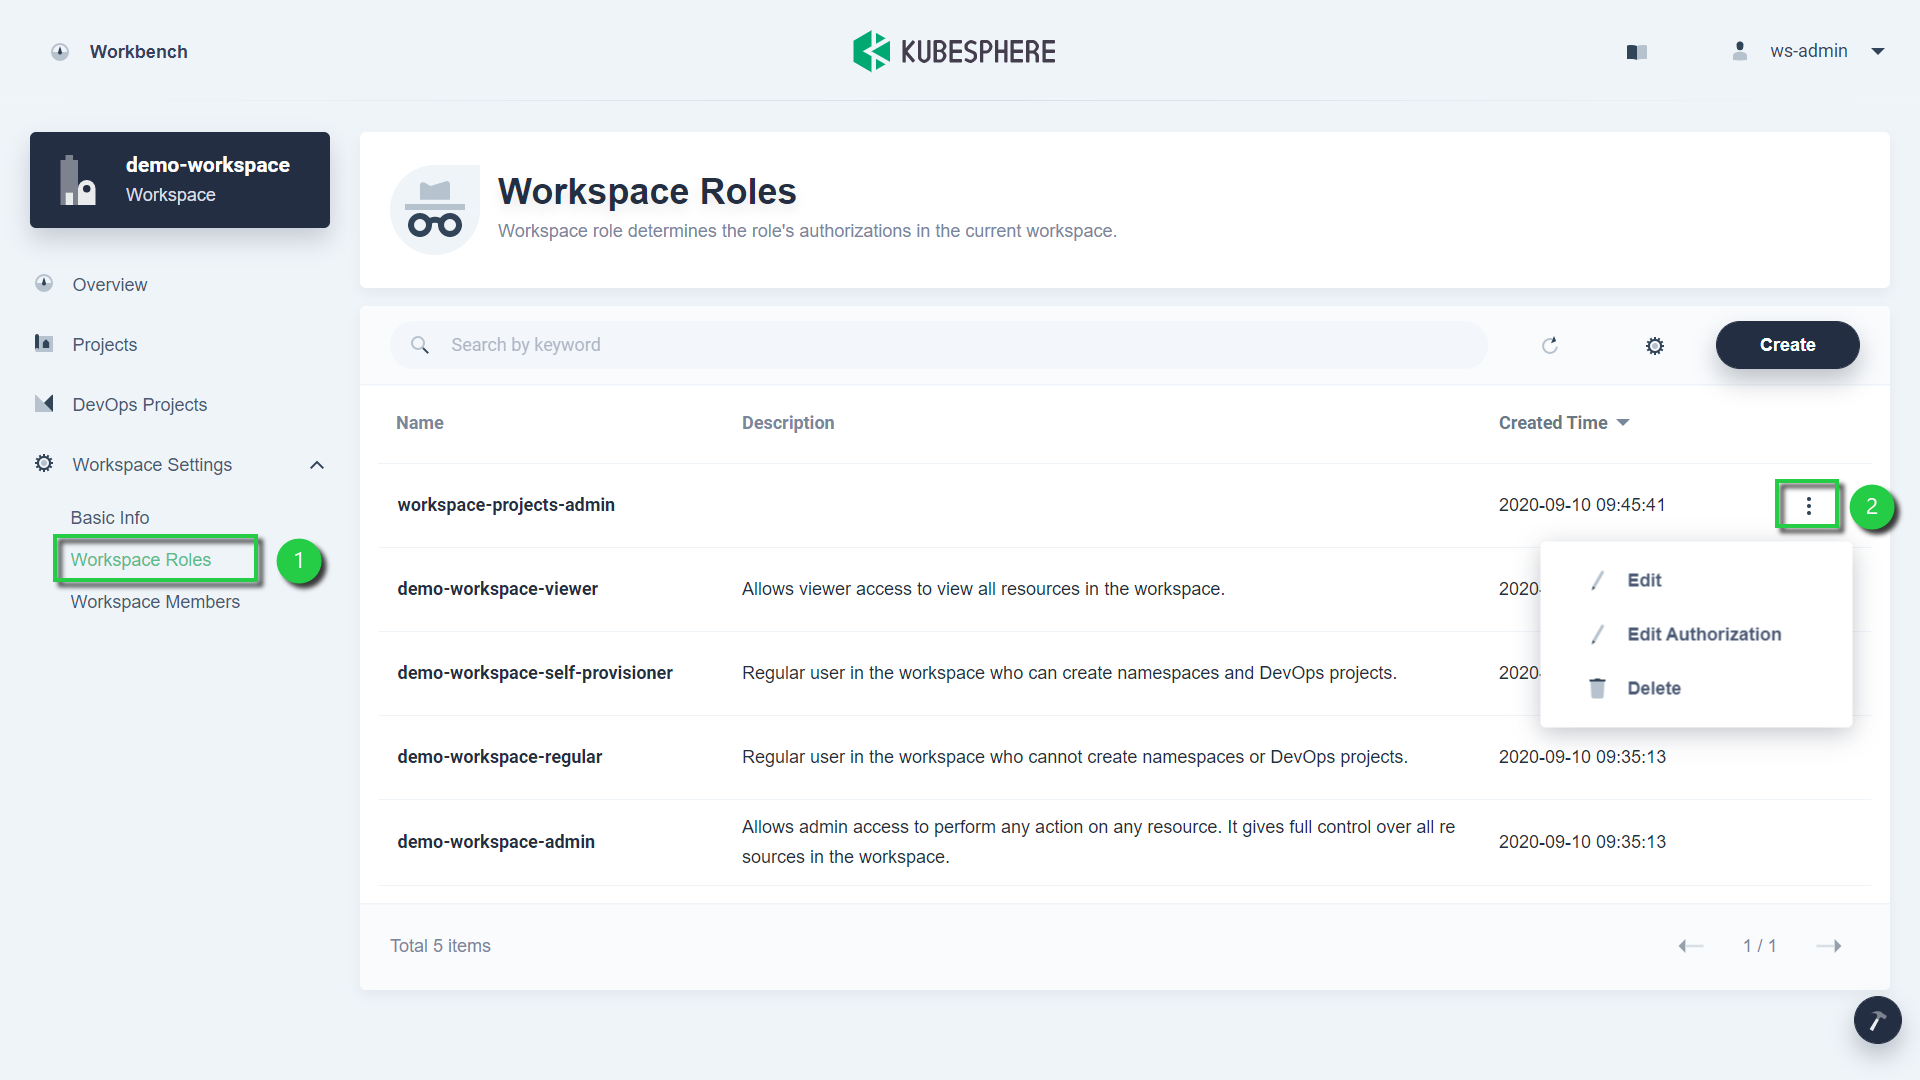 Workbench
KUBESPHERE
ws-admin
demo-workspace
Workspace
Overview
Projects
DevOps Projects
Workspace Settings
Basic Info
Workspace Roles
1
Workspace Members
Workspace Roles
Workspace role determines the role's authorizations in the current workspace.
Search by keyword
Create
Name Description Created Time
workspace-projects-admin 2020-09-10 09:45:41
2
demo-workspace-viewer Allows viewer access to view all resources in the workspace. 2020-
demo-workspace-self-provisioner Regular user in the workspace who can create namespaces and DevOps projects. 2020-
Edit
Edit Authorization
Delete
demo-workspace-regular Regular user in the workspace who cannot create namespaces or DevOps projects. 2020-09-10 09:35:13
demo-workspace-admin Allows admin access to perform any action on any resource. It gives full control over all re
sources in the workspace. 2020-09-10 09:35:13
Total 5 items
1 / 1